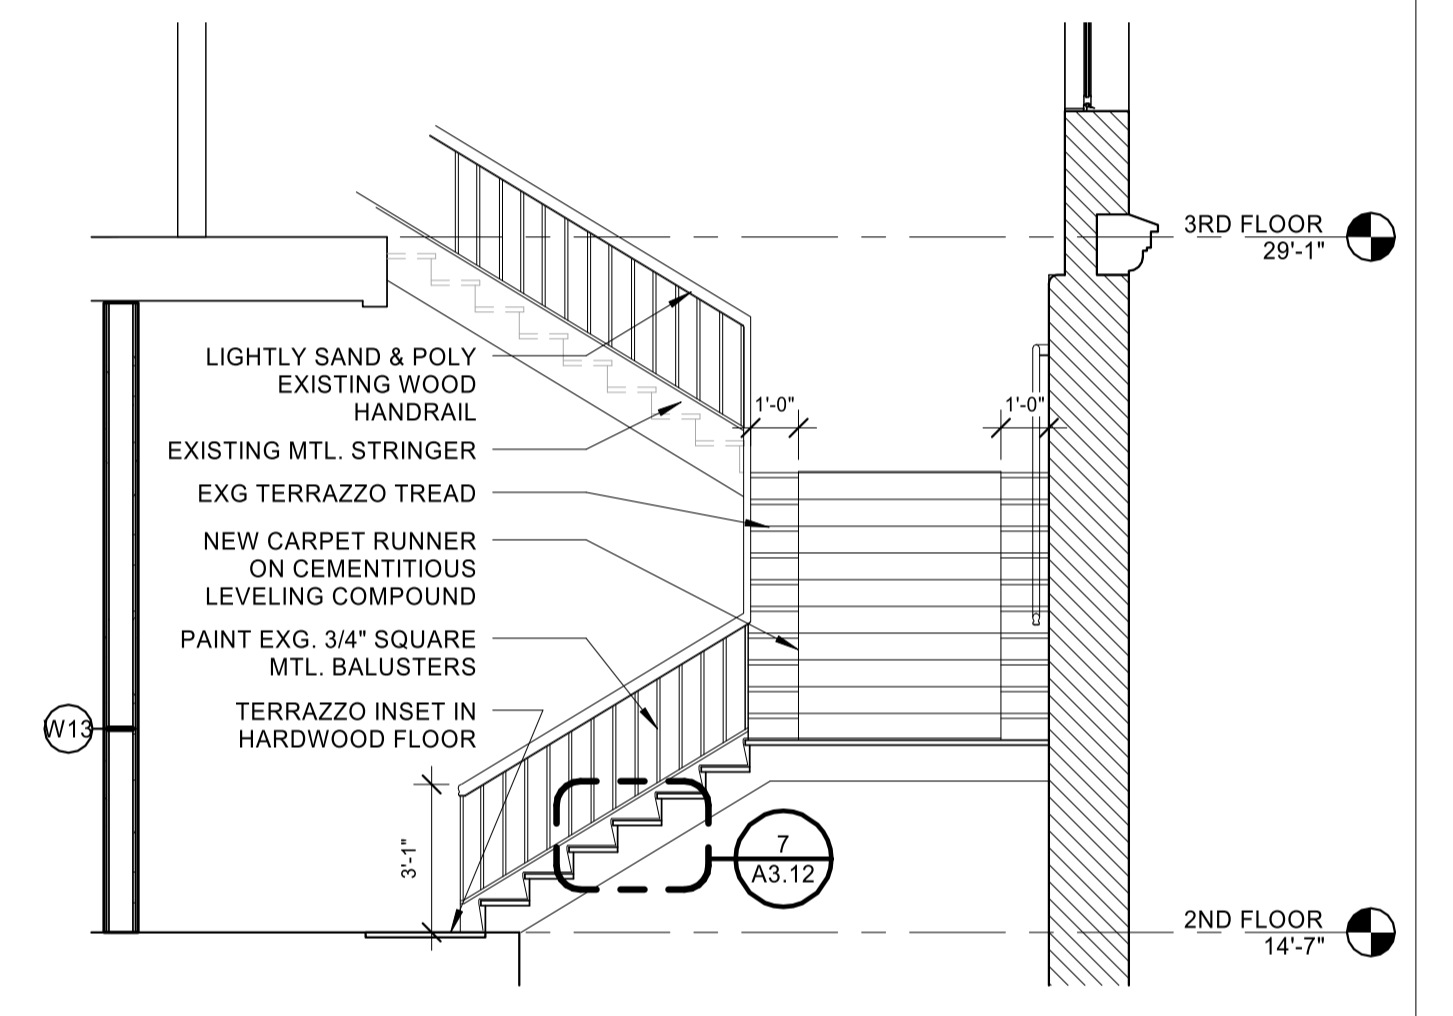 3RD FLOOR
29'-1"
LIGHTLY SAND & POLY
EXISTING WOOD
HANDRAIL
1'-0"
1'-0"
EXISTING MTL. STRINGER
EXG TERRAZZO TREAD
NEW CARPET RUNNER
ON CEMENTITIOUS
LEVELING COMPOUND
PAINT EXG. 3/4" SQUARE
MTL. BALUSTERS
TERRAZZO INSET IN
HARDWOOD FLOOR
W13
3'-1"
7
A3.12
2ND FLOOR
14'-7"